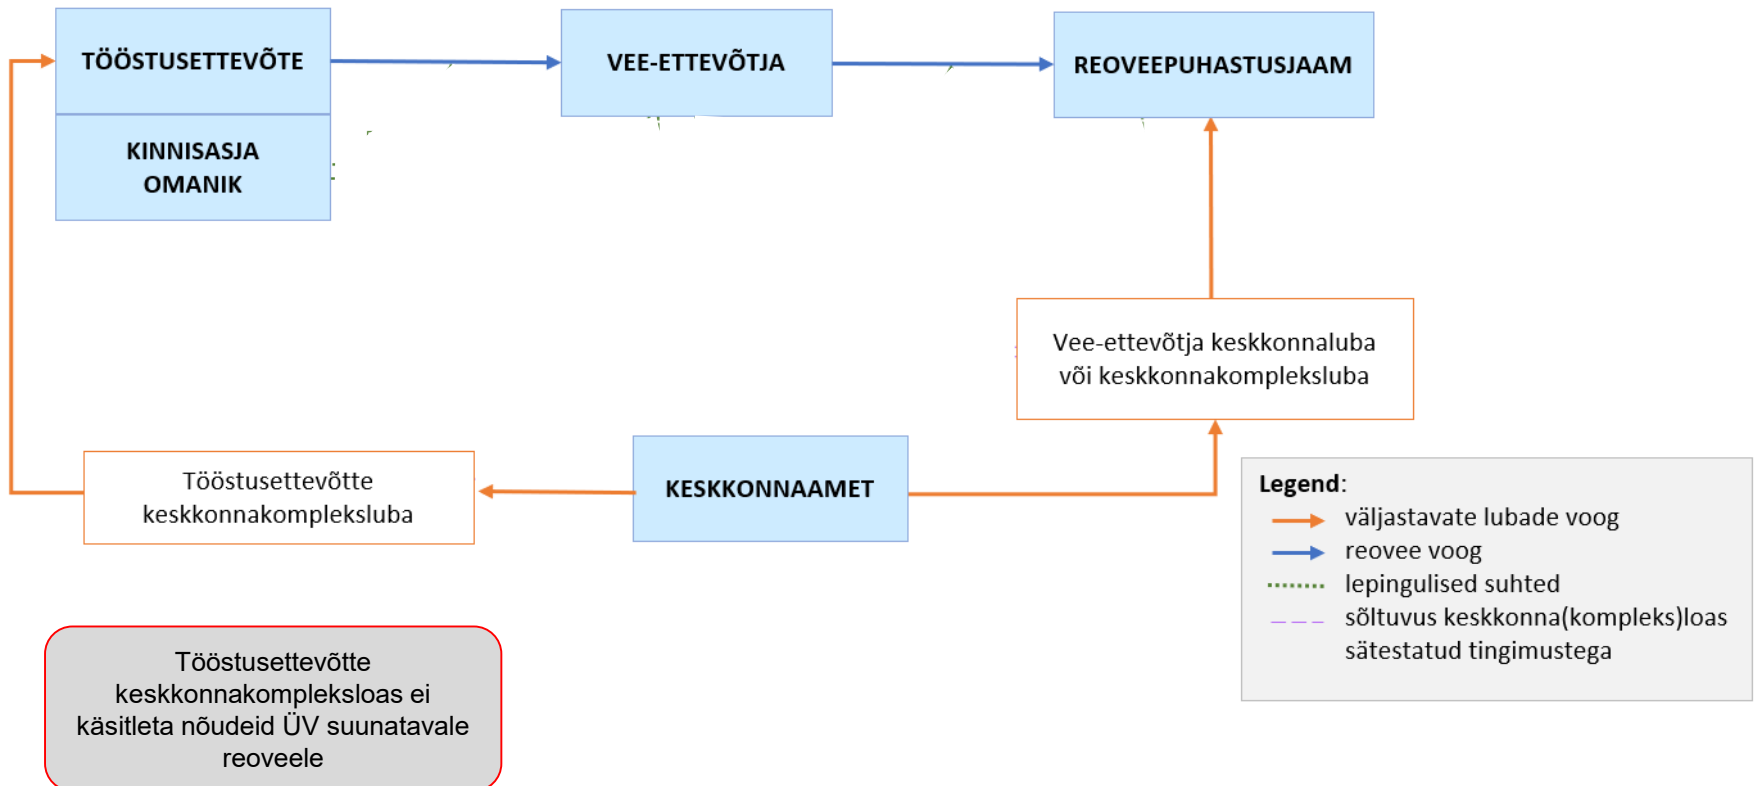 TÖÖSTUSETTEVÕTE
KINNISASJA
OMANIK
VEE-ETTEVÕTJA
REOVEEPUHASTUSJAAM
Vee-ettevõtja keskkonnaluba
või keskkonnakompleksluba
Tööstusettevõtte
keskkonnakompleksluba
KESKKONNAAMET
Legend:
väljastavate lubade voog
reovee voog
lepingulised suhted
sõltuvus keskkonna(kompleks)loas
sätestatud tingimustega
Tööstusettevõtte
keskkonnakompleksloas ei
käsitleta nõudeid ÜV suunatavale
reoveele